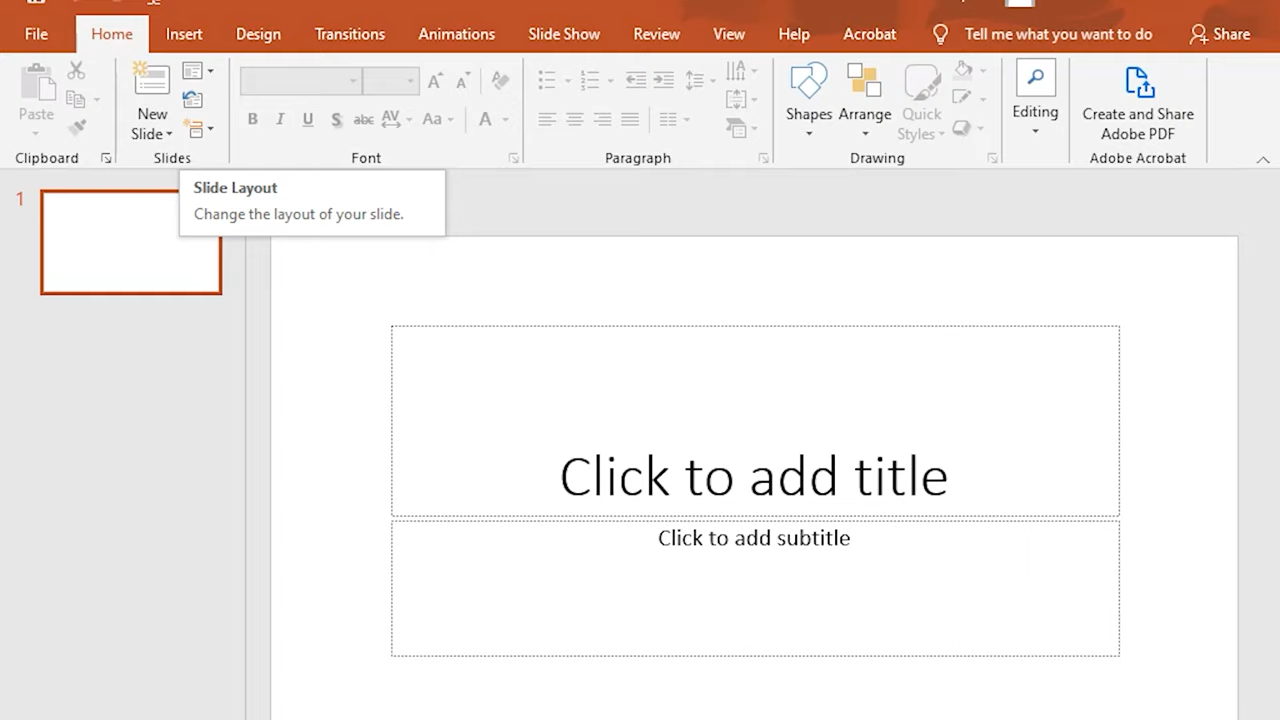 File Home Insert Design Transitions Animations Slide Show Review View Help Acrobat Tell me what you want to do Share
Paste
New
Slide
B I U S abc AV Aa A
Shapes Arrange Quick
Styles
Editing
Create and Share
Adobe PDF
Clipboard Slides Font Paragraph Drawing Adobe Acrobat
Slide Layout
Change the layout of your slide.
1
Click to add title
Click to add subtitle